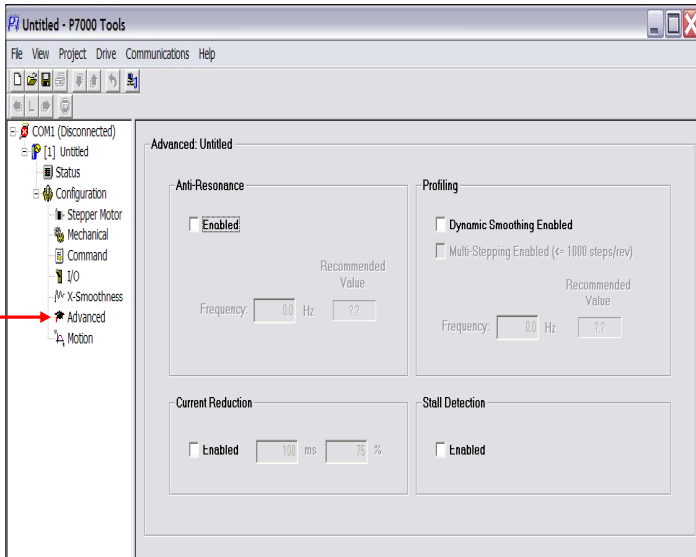 Untitled - P7000 Tools
File View Project Drive Communications Help
COM1 (Disconnected)
[1] Untitled
Status
Configuration
Stepper Motor
Mechanical
Command
I/O
X-Smoothness
Advanced
Motion
Advanced: Untitled
Anti-Resonance
Enabled
Recommended
Value
Frequency: 0.0 Hz ?.?
Profiling
Dynamic Smoothing Enabled
Multi-Stepping Enabled (<= 1000 steps/rev)
Recommended
Value
Frequency: 0.0 Hz ?.?
Current Reduction
Enabled 100 ms 75 %
Stall Detection
Enabled